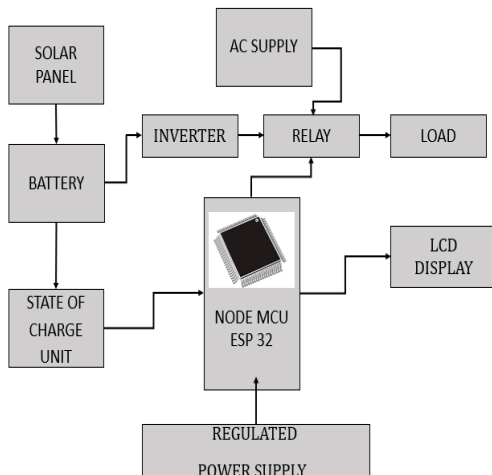 SOLAR
PANEL
AC SUPPLY
INVERTER
RELAY
LOAD
BATTERY
LCD
DISPLAY
STATE OF
CHARGE
UNIT
NODE MCU
ESP 32
REGULATED
POWER SUPPLY